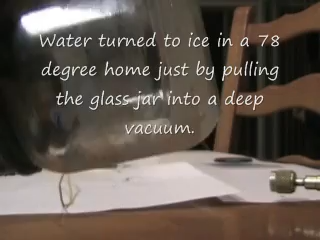 Water turned to ice in a 78
degree home just by pulling
the glass jar into a deep
vacuum.